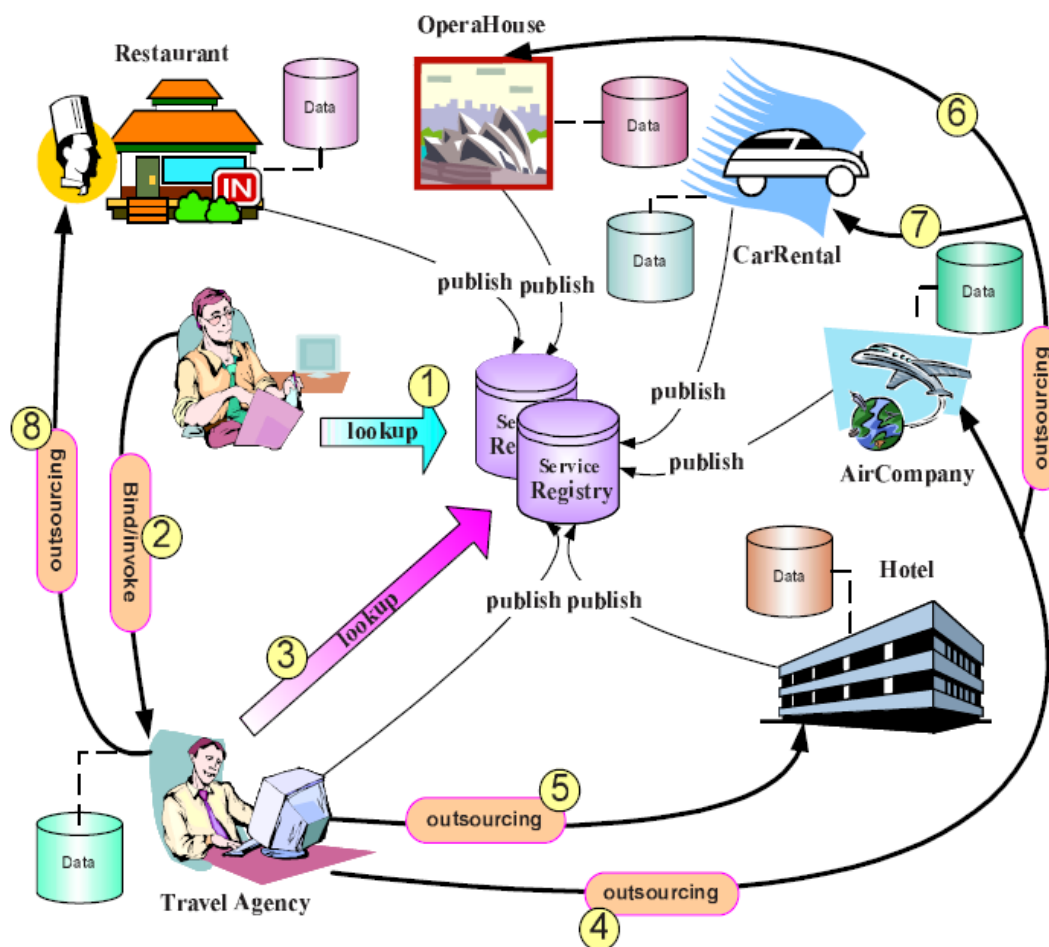 OperaHouse
Restaurant
Data
Data
6
IN
7
Data
CarRental
Data
publish
publish
1
lookup
publish
Se
Re
Service
Registry
publish
AirCompany
outsourcing
8
outsourcing
2
Bind/invoke
3
lookup
Data
Hotel
publish
publish
5
outsourcing
Data
Travel Agency
outsourcing
4